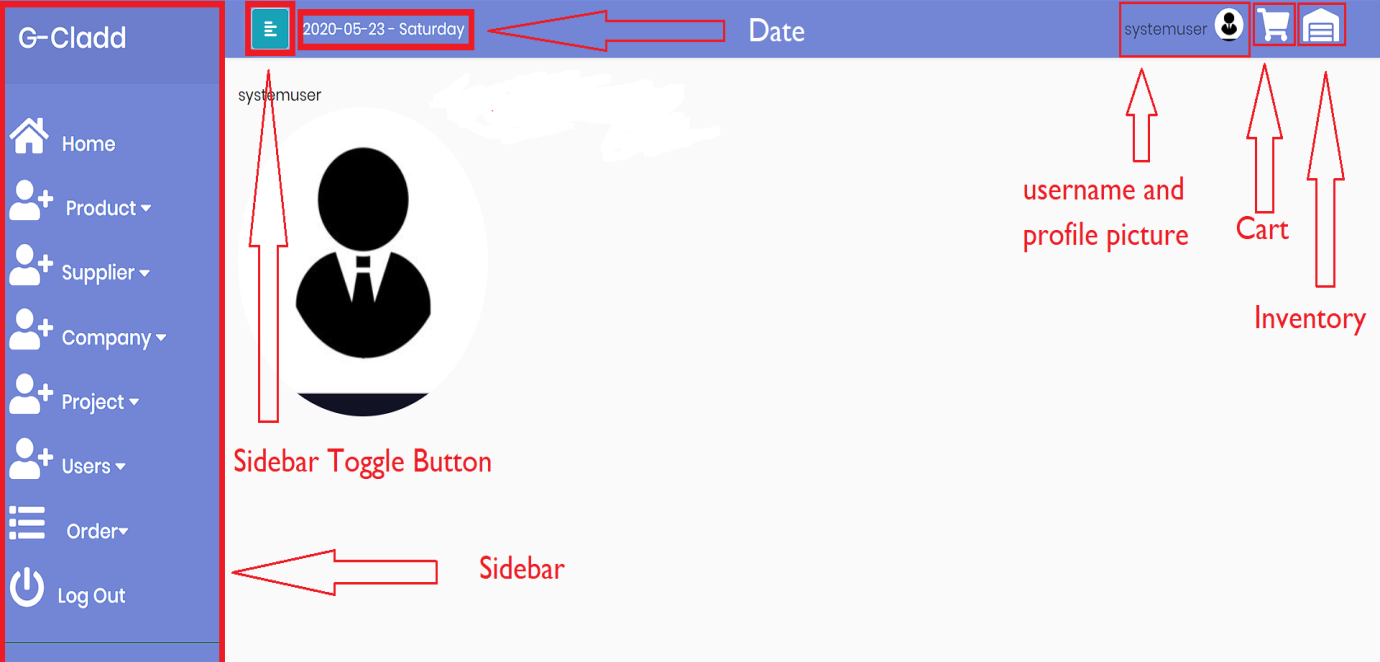 G-Cladd
2020-05-23 - Saturday
Date
systemuser
systemuser
Home
Product
Supplier
Company
Project
Users
Order
Log Out
username and
profile picture
Cart
Inventory
Sidebar Toggle Button
Sidebar